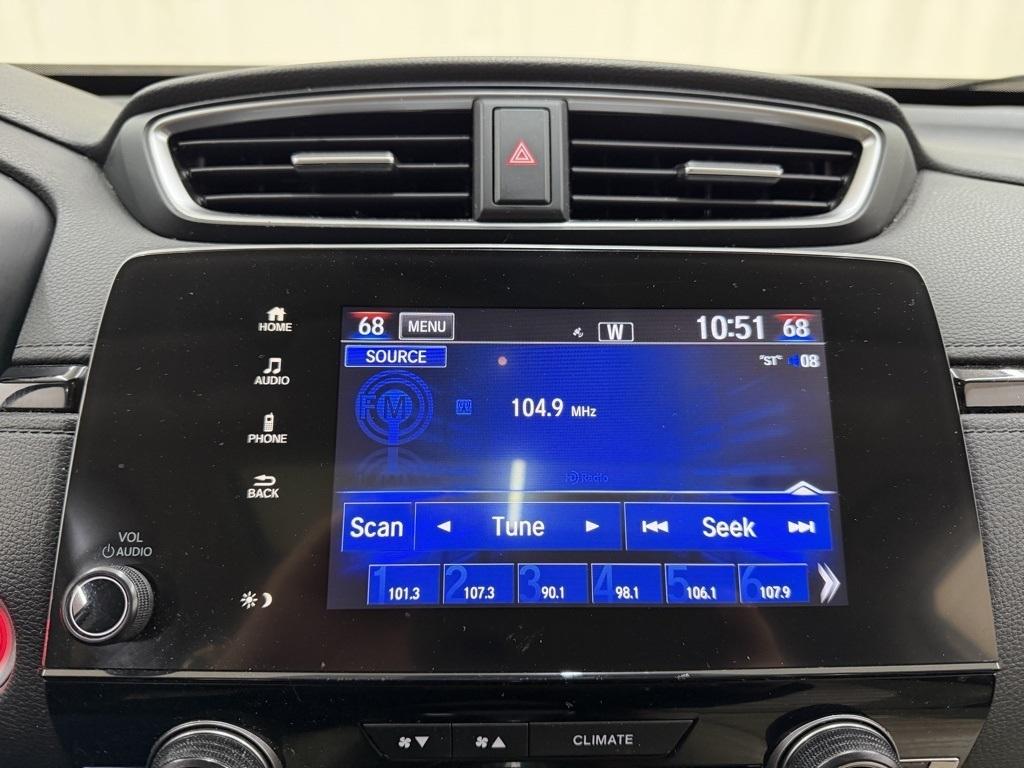 68 MENU W 10:51 68
SOURCE "ST" 08
FM 104.9 MHz
HD Radio
Scan Tune Seek
1 101.3 2 107.3 3 90.1 4 98.1 5 106.1 6 107.9
HOME
AUDIO
PHONE
BACK
VOL
AUDIO
CLIMATE